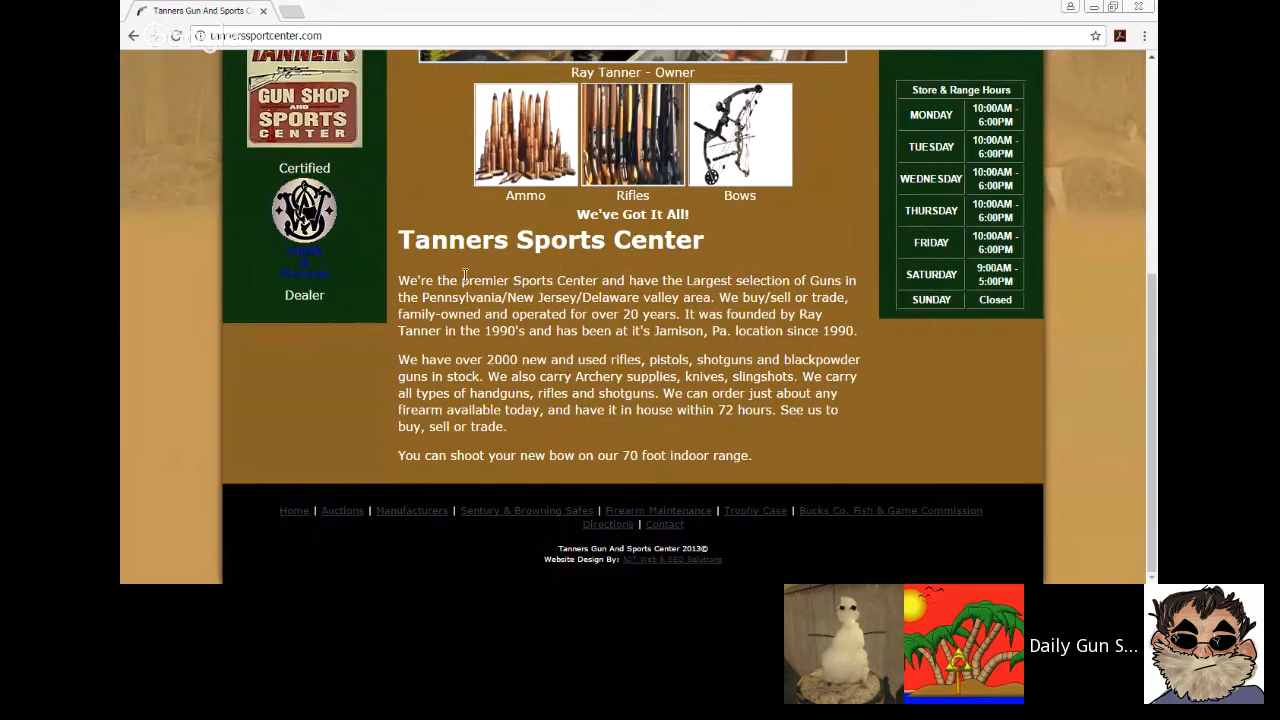 Tanners Gun And Sports C
tannerssportcenter.com
TANNER'S
GUN SHOP
AND
SPORTS
CENTER
Certified
Smith
&
Wesson
Dealer
Ray Tanner - Owner
Ammo
Rifles
Bows
We've Got It All!
Tanners Sports Center
We're the premier Sports Center and have the Largest selection of Guns in
the Pennsylvania/New Jersey/Delaware valley area. We buy/sell or trade,
family-owned and operated for over 20 years. It was founded by Ray
Tanner in the 1990's and has been at it's Jamison, Pa. location since 1990.
We have over 2000 new and used rifles, pistols, shotguns and blackpowder
guns in stock. We also carry Archery supplies, knives, slingshots. We carry
all types of handguns, rifles and shotguns. We can order just about any
firearm available today, and have it in house within 72 hours. See us to
buy, sell or trade.
You can shoot your new bow on our 70 foot indoor range.
Store & Range Hours
MONDAY 10:00AM - 6:00PM
TUESDAY 10:00AM - 6:00PM
WEDNESDAY 10:00AM - 6:00PM
THURSDAY 10:00AM - 6:00PM
FRIDAY 10:00AM - 6:00PM
SATURDAY 9:00AM - 5:00PM
SUNDAY Closed
Home | Auctions | Manufacturers | Sentury & Browning Safes | Firearm Maintenance | Trophy Case | Bucks Co. Fish & Game Commission
Directions | Contact
Tanners Gun And Sports Center 2013©
Website Design By: IGT Web & SEO Solutions
Daily Gun S...